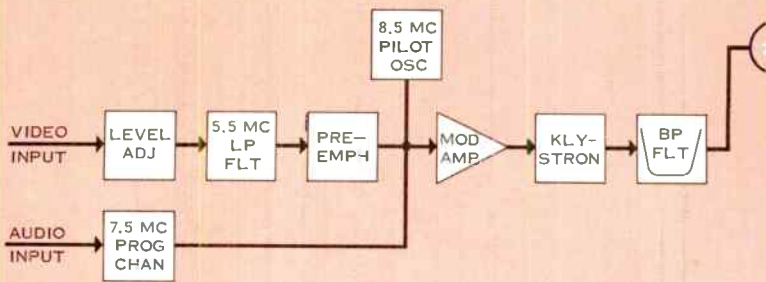 8.5 MC
PILOT
OSC
VIDEO
INPUT
LEVEL
ADJ
5.5 MC
LP
FLT
PRE-
EMPH
MOD
AMP
KLY-
STRON
BP
FLT
AUDIO
INPUT
7.5 MC
PROG
CHAN